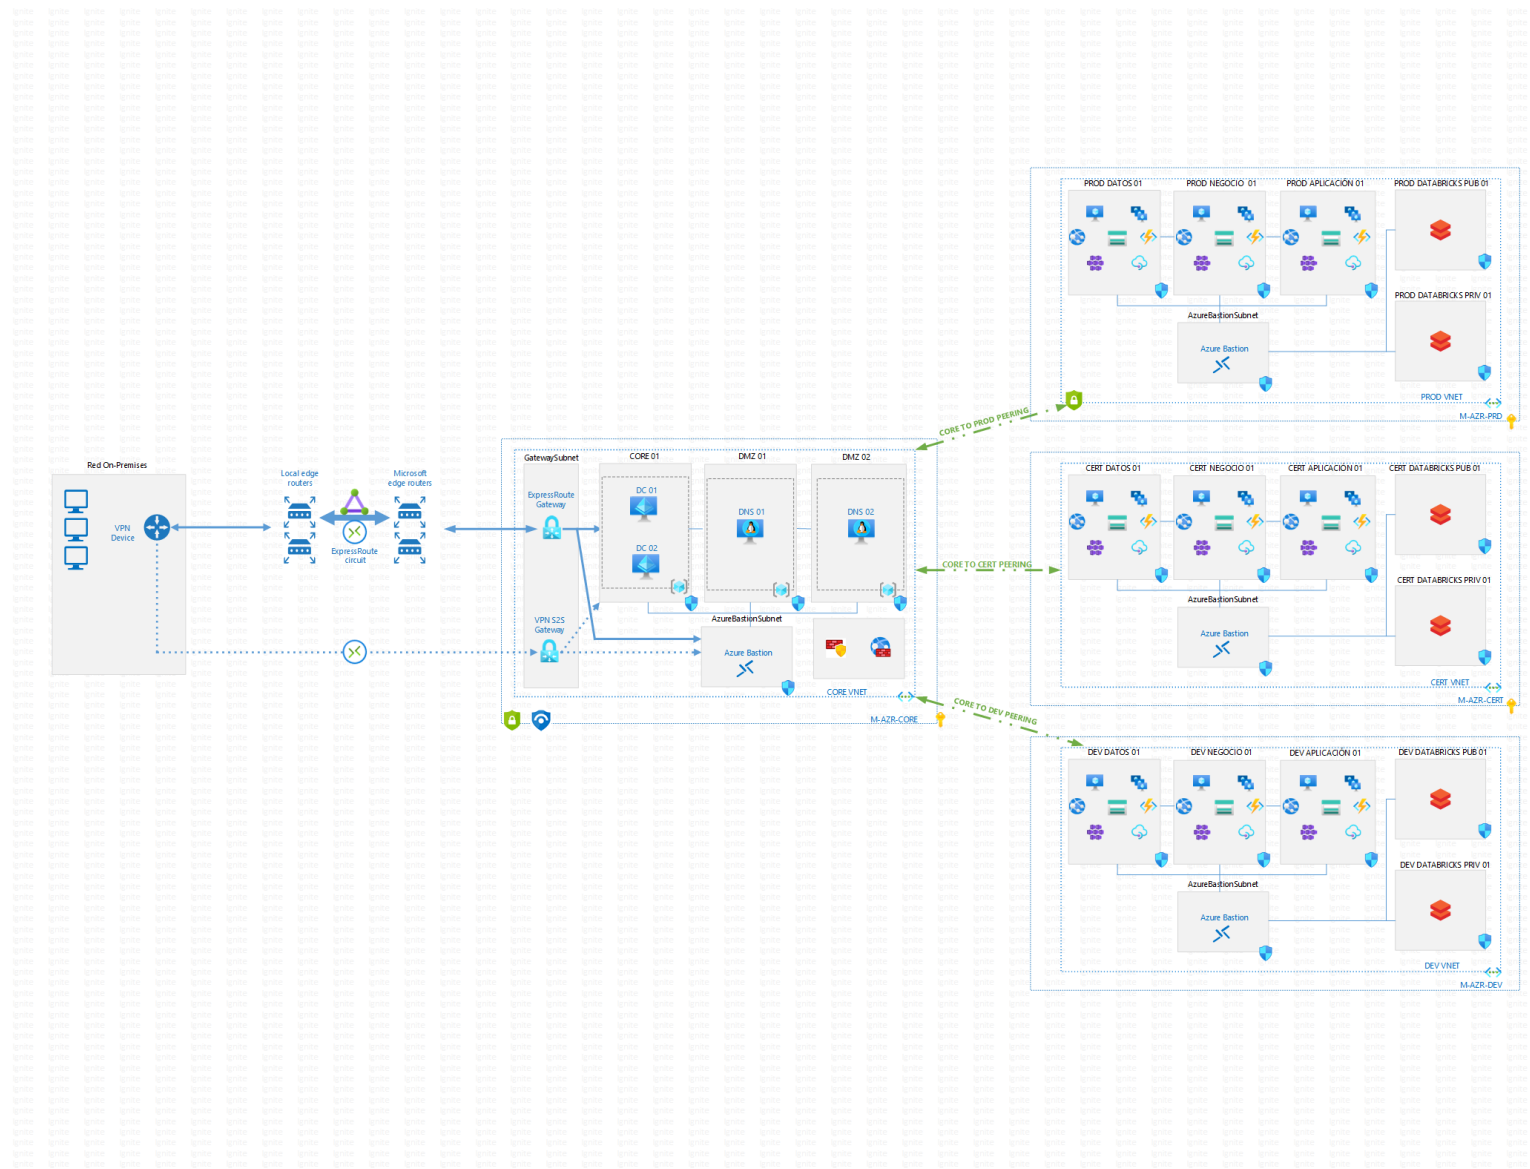 Red On-Premises
VPN
Device
Local edge
routers
Microsoft
edge routers
ExpressRoute
circuit
GatewaySubnet
ExpressRoute
Gateway
VPN S2S
Gateway
CORE 01
DC 01
DC 02
DMZ 01
DNS 01
DMZ 02
DNS 02
AzureBastionSubnet
Azure Bastion
CORE VNET
M-AZR-CORE
CORE TO PROD PEERING
CORE TO CERT PEERING
CORE TO DEV PEERING
PROD DATOS 01
PROD NEGOCIO 01
PROD APLICACIÓN 01
PROD DATABRICKS PUB 01
PROD DATABRICKS PRIV 01
AzureBastionSubnet
Azure Bastion
PROD VNET
M-AZR-PRD
CERT DATOS 01
CERT NEGOCIO 01
CERT APLICACIÓN 01
CERT DATABRICKS PUB 01
CERT DATABRICKS PRIV 01
AzureBastionSubnet
Azure Bastion
CERT VNET
M-AZR-CERT
DEV DATOS 01
DEV NEGOCIO 01
DEV APLICACIÓN 01
DEV DATABRICKS PUB 01
DEV DATABRICKS PRIV 01
AzureBastionSubnet
Azure Bastion
DEV VNET
M-AZR-DEV